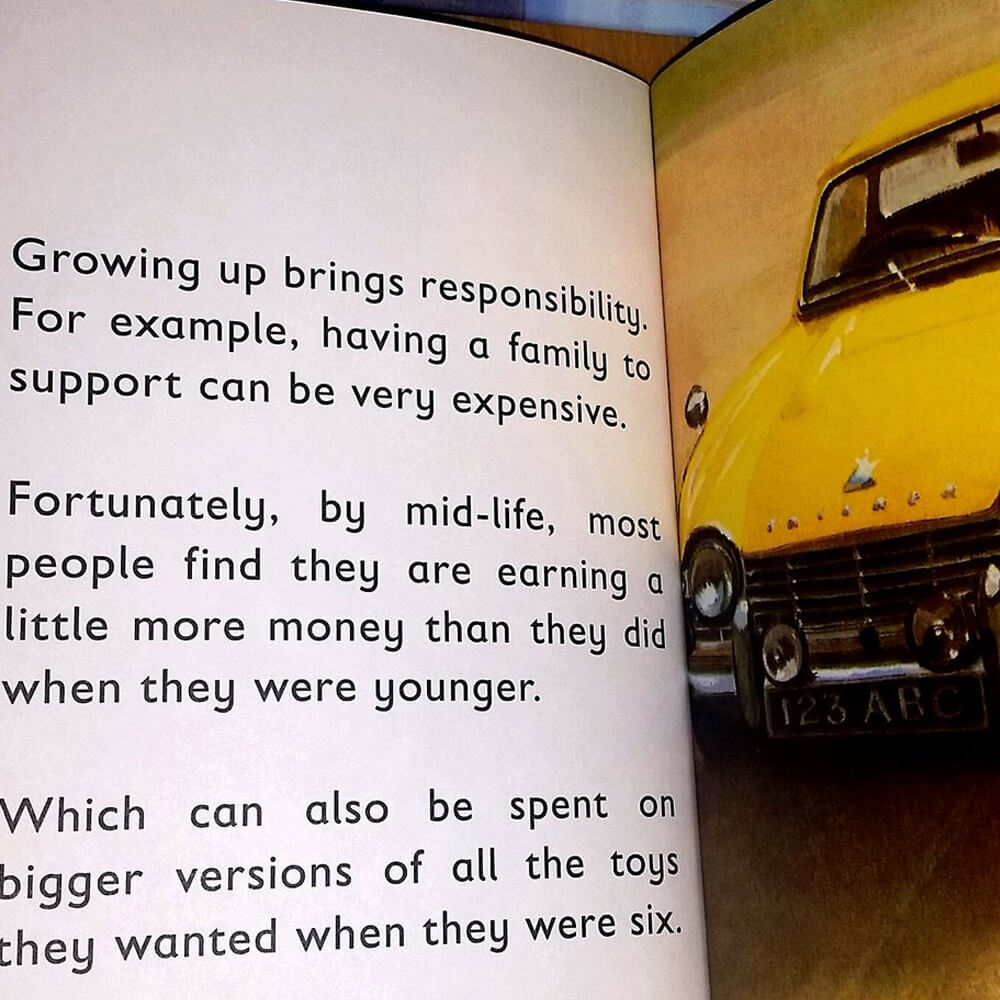 Growing up brings responsibility.
For example, having a family to
support can be very expensive.
Fortunately, by mid-life, most
people find they are earning a
little more money than they did
when they were younger.
Which can also be spent on
bigger versions of all the toys
they wanted when they were six.
123 ARC